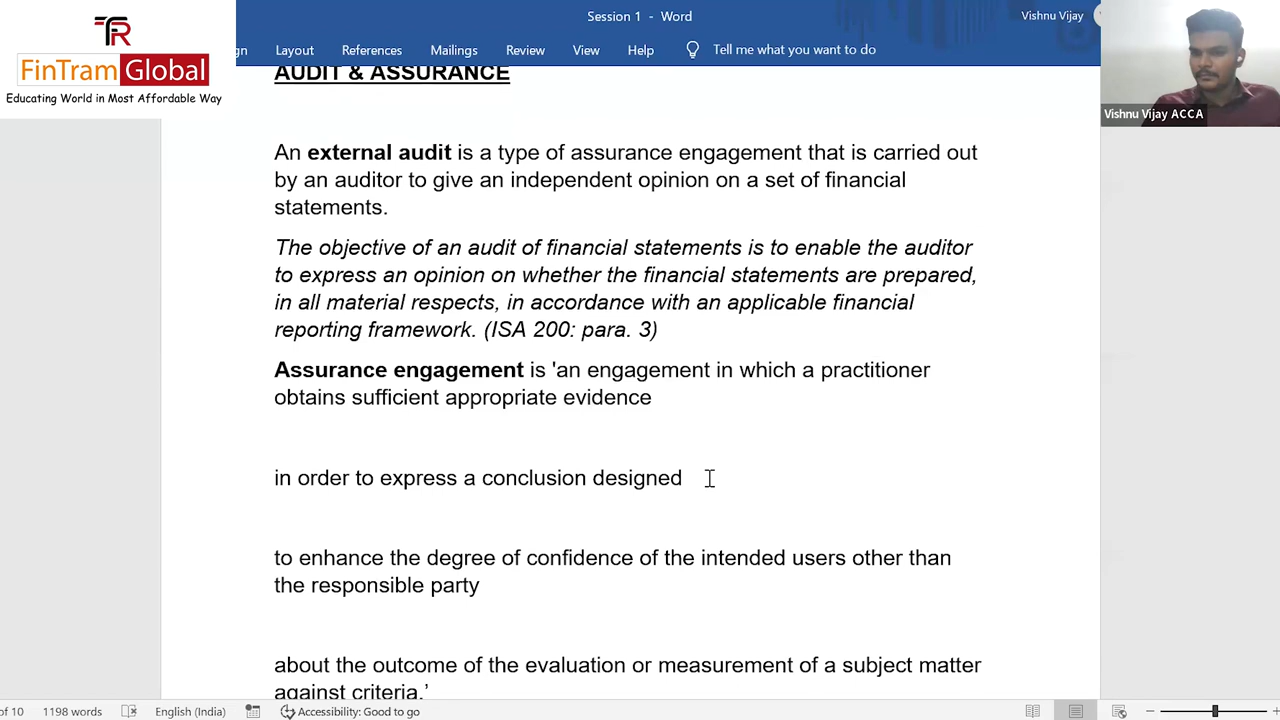 TR
FinTram Global
Educating World in Most Affordable Way
Session 1 - Word
Vishnu Vijay
gn Layout References Mailings Review View Help Tell me what you want to do
Vishnu Vijay ACCA
AUDIT & ASSURANCE
An external audit is a type of assurance engagement that is carried out
by an auditor to give an independent opinion on a set of financial
statements.
The objective of an audit of financial statements is to enable the auditor
to express an opinion on whether the financial statements are prepared,
in all material respects, in accordance with an applicable financial
reporting framework. (ISA 200: para. 3)
Assurance engagement is 'an engagement in which a practitioner
obtains sufficient appropriate evidence
in order to express a conclusion designed
to enhance the degree of confidence of the intended users other than
the responsible party
about the outcome of the evaluation or measurement of a subject matter
against criteria.’
of 10 1198 words English (India) Accessibility: Good to go